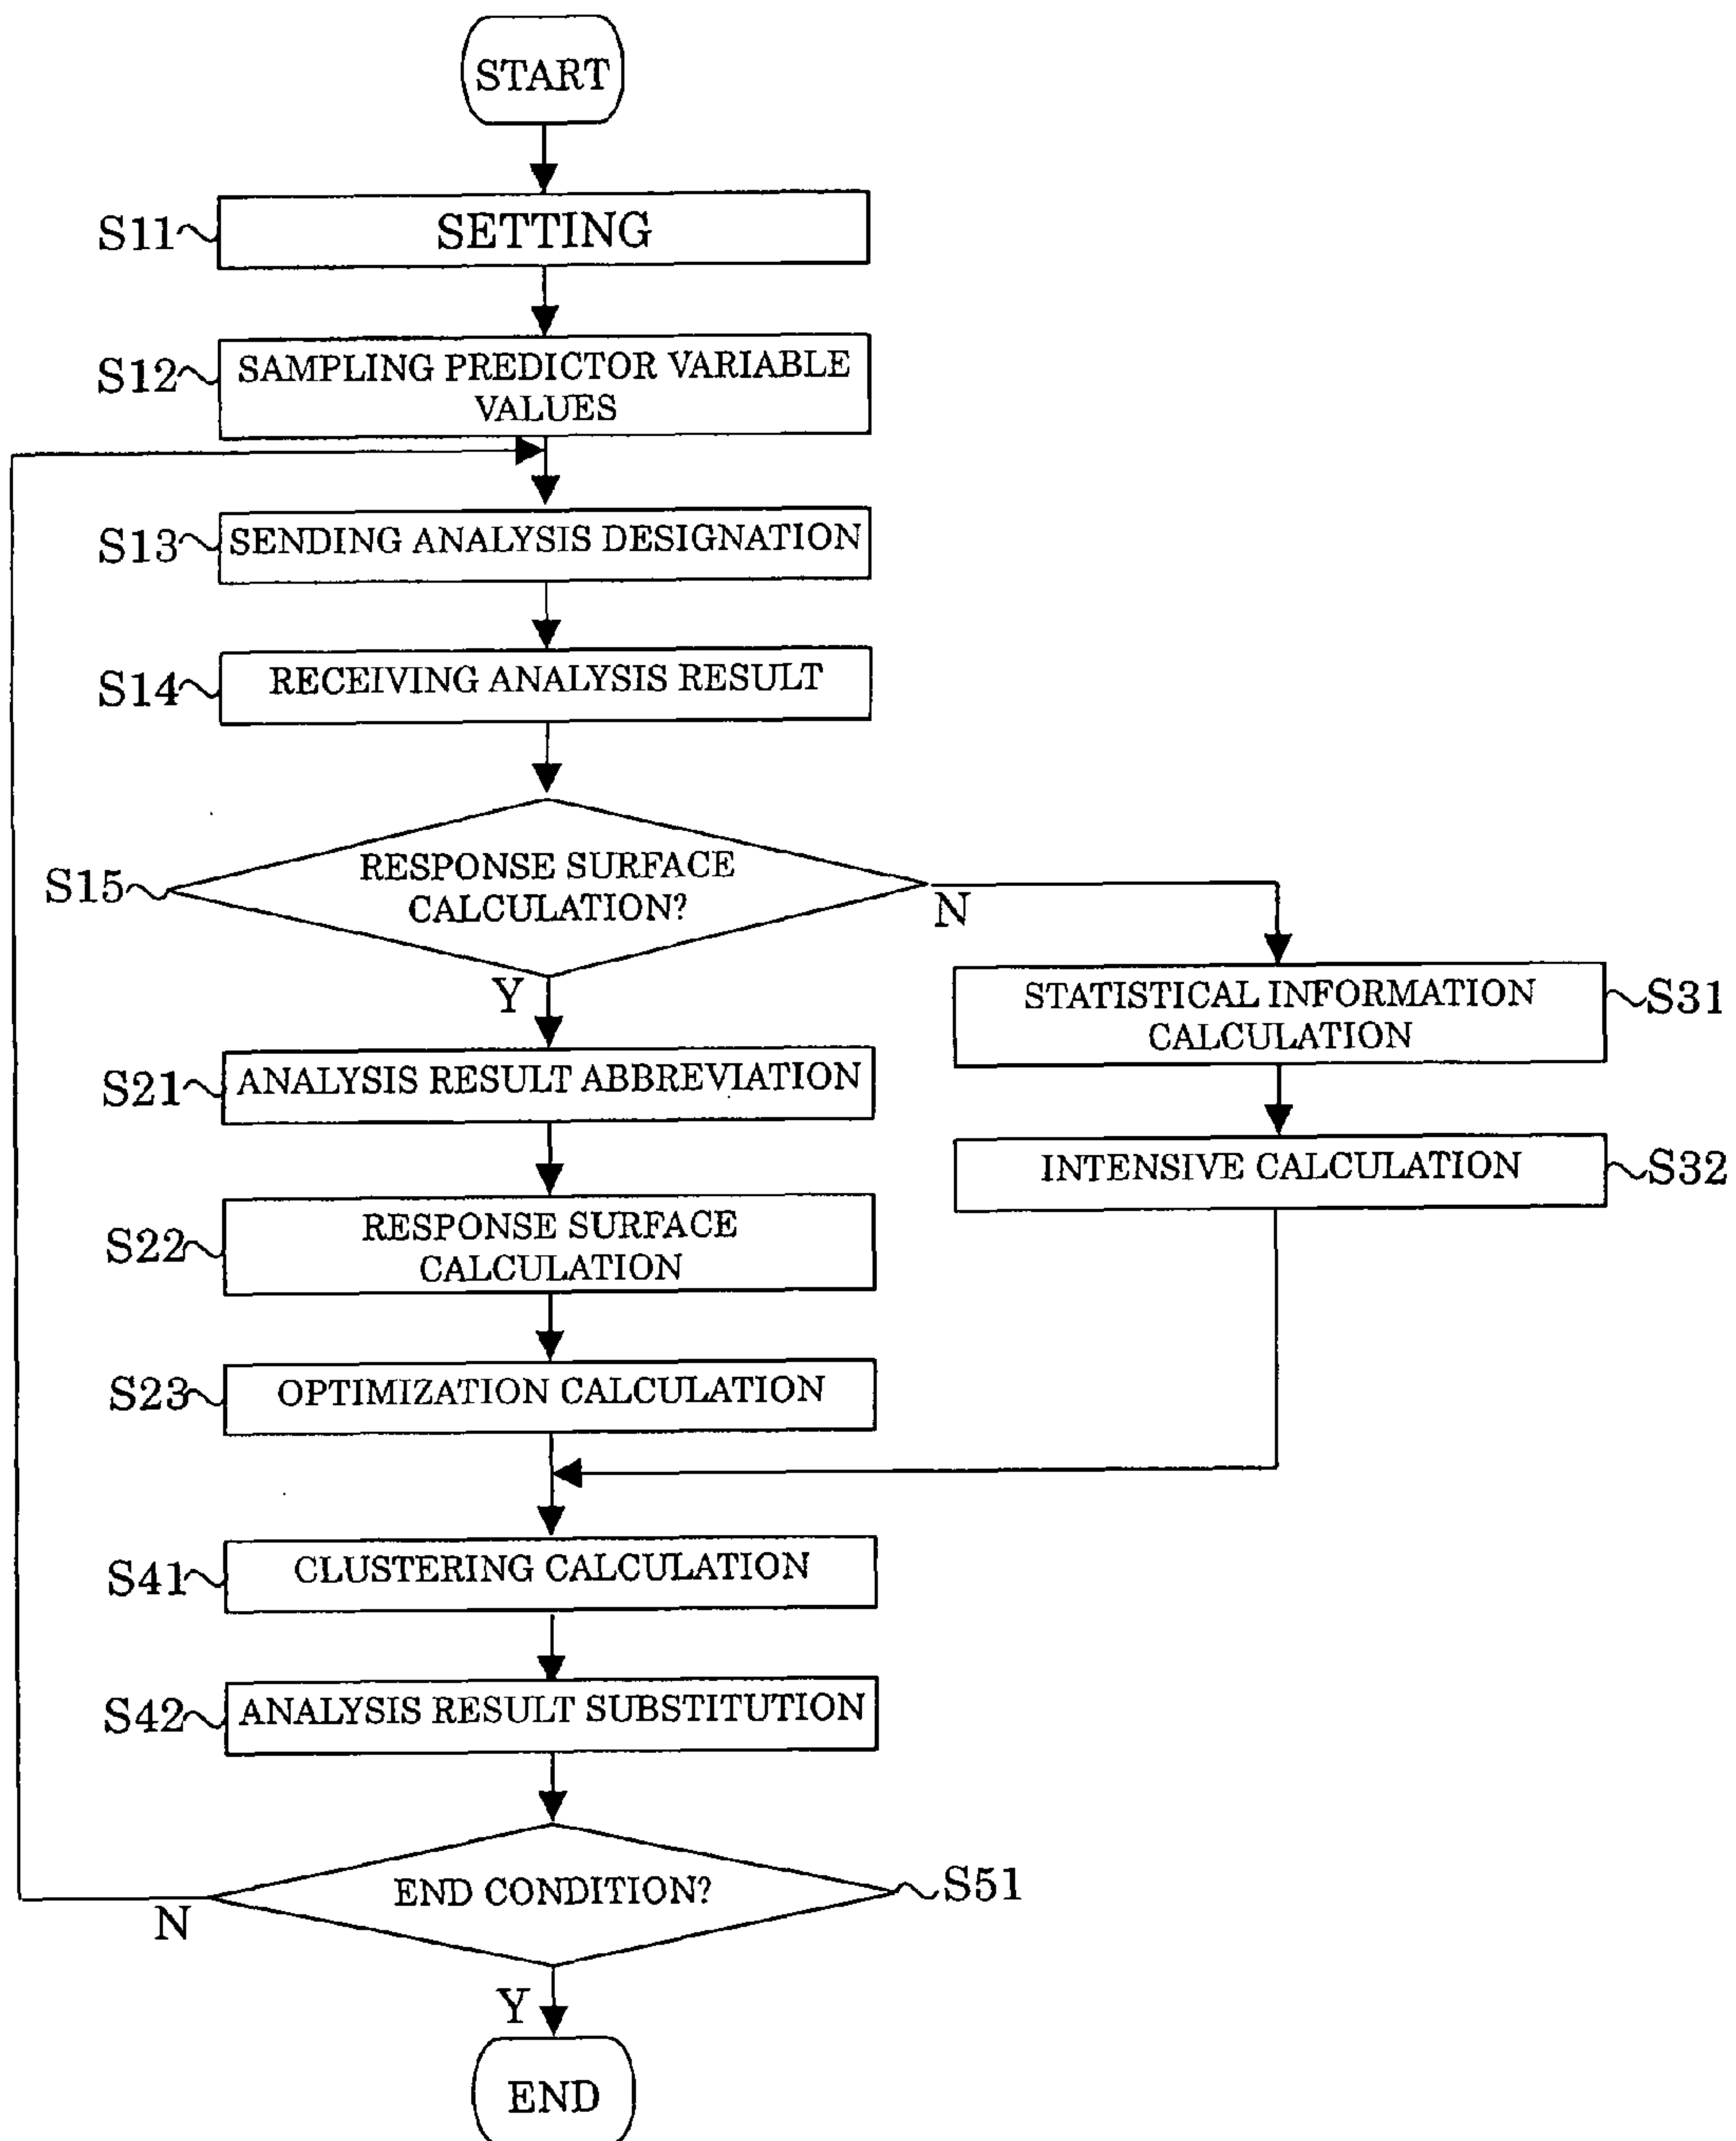 START
S11
SETTING
S12
SAMPLING PREDICTOR VARIABLE
VALUES
S13
SENDING ANALYSIS DESIGNATION
S14
RECEIVING ANALYSIS RESULT
S15
RESPONSE SURFACE
CALCULATION?
N
Y
STATISTICAL INFORMATION
CALCULATION
S31
S21
ANALYSIS RESULT ABBREVIATION
INTENSIVE CALCULATION
S32
S22
RESPONSE SURFACE
CALCULATION
S23
OPTIMIZATION CALCULATION
S41
CLUSTERING CALCULATION
S42
ANALYSIS RESULT SUBSTITUTION
END CONDITION?
S51
N
Y
END